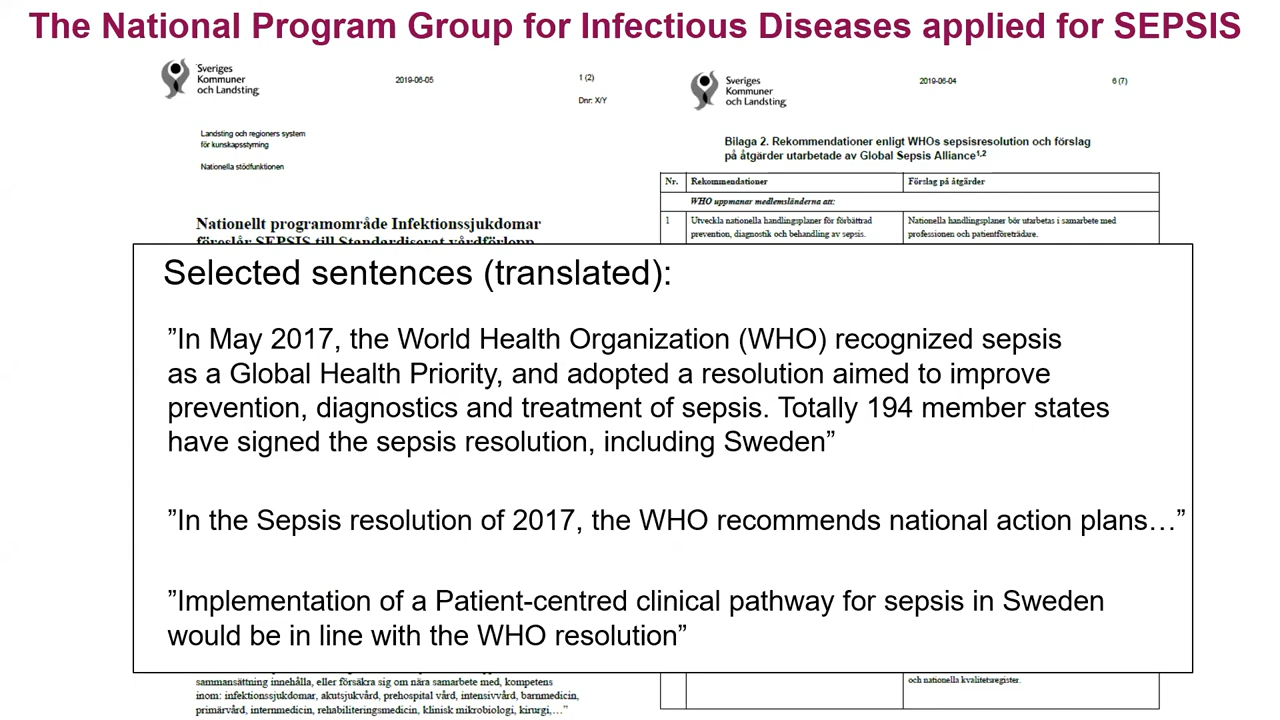 The National Program Group for Infectious Diseases applied for SEPSIS
Sveriges
Kommuner
och Landsting
2019-06-05
1 (2)
Dnr: X/Y
Landsting och regioners system
för kunskapsstyrning
Nationella stödfunktionen
Nationellt programområde Infektionssjukdomar
föreslår SEPSIS till Standardiserat vårdförlopp
Sveriges
Kommuner
och Landsting
2019-06-04
6 (7)
Bilaga 2. Rekommendationer enligt WHOs sepsisresolution och förslag
på åtgärder utarbetade av Global Sepsis Alliance1,2
Nr. Rekommendationer Förslag på åtgärder
WHO uppmanar medlemsländerna att:
1 Utveckla nationella handlingsplaner för förbättrad Nationella handlingsplaner bör utarbetas i samarbete med
prevention, diagnostik och behandling av sepsis. professionen och patientföreträdare.
Selected sentences (translated):
”In May 2017, the World Health Organization (WHO) recognized sepsis
as a Global Health Priority, and adopted a resolution aimed to improve
prevention, diagnostics and treatment of sepsis. Totally 194 member states
have signed the sepsis resolution, including Sweden”
”In the Sepsis resolution of 2017, the WHO recommends national action plans…”
”Implementation of a Patient-centred clinical pathway for sepsis in Sweden
would be in line with the WHO resolution”
sammansättning innehålla, eller försäkra sig om nära samarbete med, kompetens
inom: infektionssjukdomar, akutsjukvård, prehospital vård, intensivvård, barnmedicin,
primärvård, internmedicin, rehabiliteringsmedicin, klinisk mikrobiologi, kirurgi,…”
och nationella kvalitetsregister.